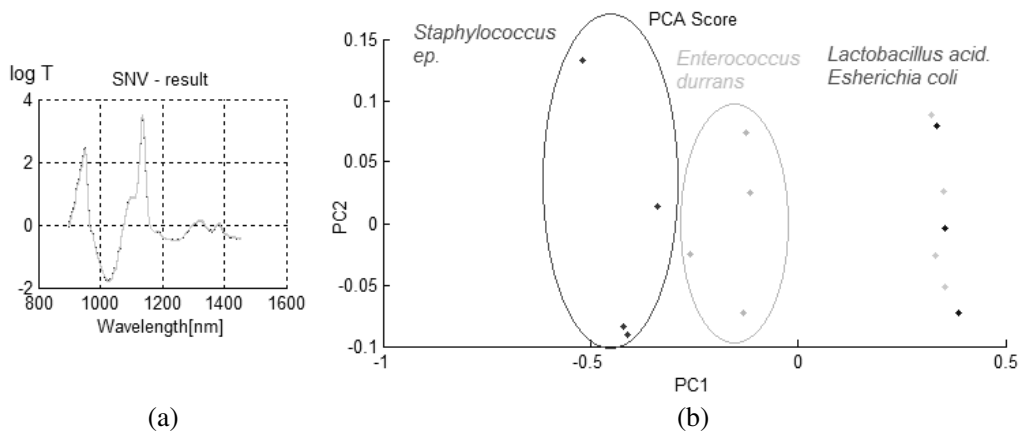 log T
SNV - result
4
2
0
-2
800
1000
1200
1400
1600
Wavelength[nm]
(a)
PCA Score
Staphylococcus
ep.
Enterococcus
durrans
Lactobacillus acid.
Esherichia coli
0.15
0.1
0.05
0
-0.05
-0.1
PC2
-1
-0.5
0
0.5
PC1
(b)